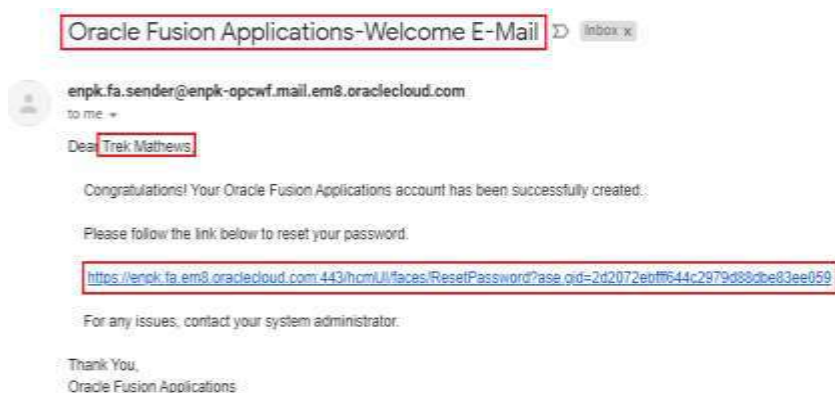 Oracle Fusion Applications-Welcome E-Mail Inbox x
enpk.fa.sender@enpk-opcwf.mail.em8.oraclecloud.com
to me
Dear Trek Mathews,
Congratulations! Your Oracle Fusion Applications account has been successfully created.
Please follow the link below to reset your password.
https://enpk.fa.em8.oraclecloud.com:443/hcmUI/faces/ResetPassword?ase.gid=2d2072ebfff644c2979d88dbe83ee059
For any issues, contact your system administrator.
Thank You,
Oracle Fusion Applications